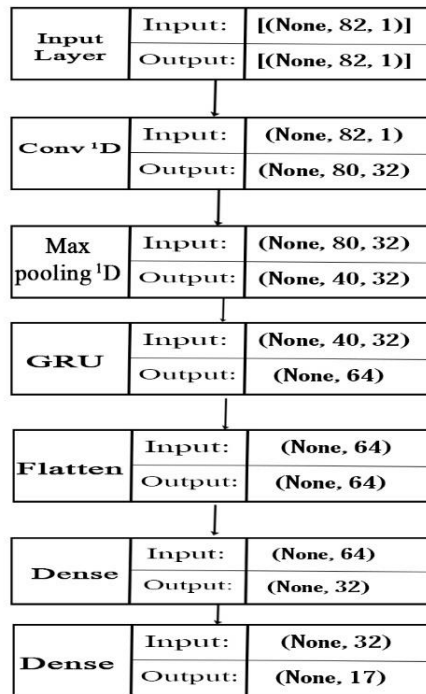 Input Layer
Input: [(None, 82, 1)]
Output: [(None, 82, 1)]
Conv ¹D
Input: (None, 82, 1)
Output: (None, 80, 32)
Max pooling ¹D
Input: (None, 80, 32)
Output: (None, 40, 32)
GRU
Input: (None, 40, 32)
Output: (None, 64)
Flatten
Input: (None, 64)
Output: (None, 64)
Dense
Input: (None, 64)
Output: (None, 32)
Dense
Input: (None, 32)
Output: (None, 17)